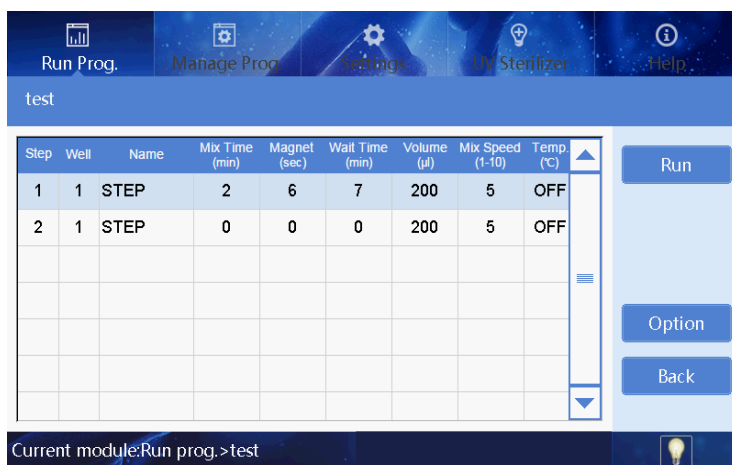 Run Prog. Manage Prog. Settings UV Sterilizer Help
test
Step Well Name Mix Time (min) Magnet (sec) Wait Time (min) Volume (μl) Mix Speed (1-10) Temp. (℃)
1 1 STEP 2 6 7 200 5 OFF
2 1 STEP 0 0 0 200 5 OFF
Run
Option
Back
Current module:Run prog.>test